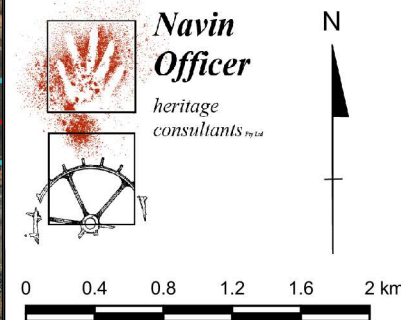 Navin
Officer
heritage
consultants Pty Ltd
N
0 0.4 0.8 1.2 1.6 2 km